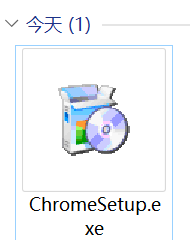 今天 (1)
ChromeSetup.e
xe